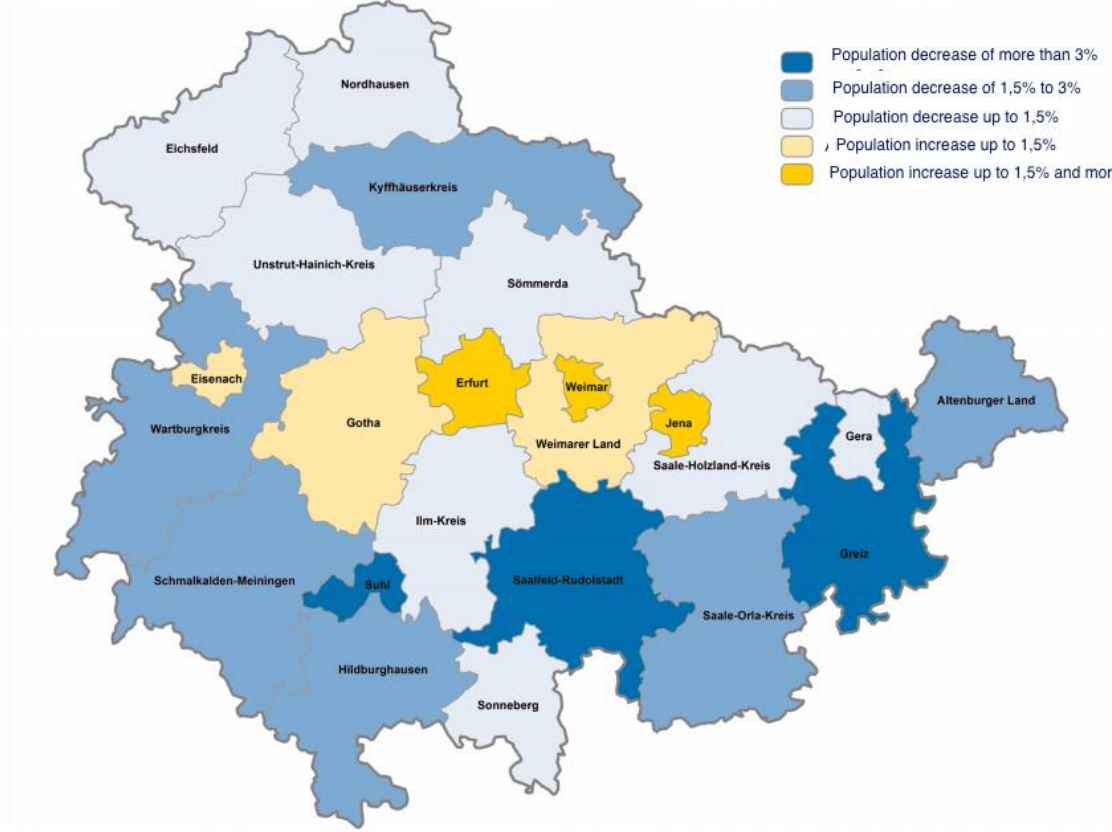 Nordhausen
Population decrease of more than 3%
Population decrease of 1,5% to 3%
Population decrease up to 1,5%
Population increase up to 1,5%
Population increase up to 1,5% and mor
Eichsfeld
Kyffhäuserkreis
Unstrut-Hainich-Kreis
Sömmerda
Eisenach
Erfurt
Weimar
Altenburger Land
Gotha
Jena
Wartburgkreis
Weimarer Land
Gera
Saale-Holzland-Kreis
Ilm-Kreis
Greiz
Schmalkalden-Meiningen
Suhl
Saalfeld-Rudolstadt
Saale-Orla-Kreis
Hildburghausen
Sonneberg